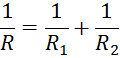 1/R = 1/R₁ + 1/R₂